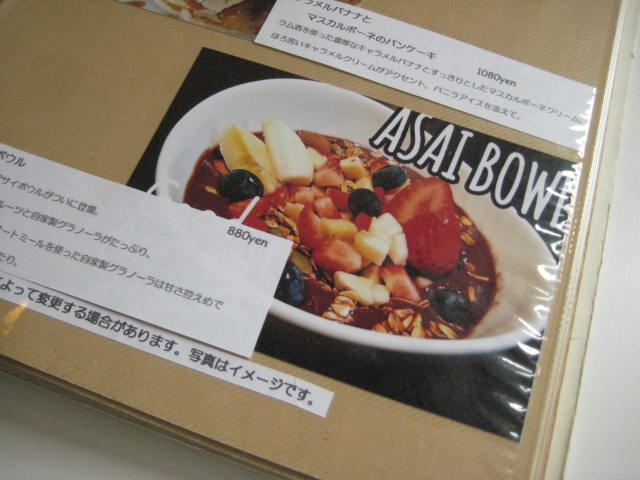 ラメルバナナと
マスカルポーネのパンケーキ
1080yen
ラム酒を使った濃厚なキャラメルバナナとすっきりとしたマスカルポーネクリーム
ほろ苦いキャラメルクリームがアクセント。バニラアイスを添えて。
ASAI BOWL
ボウル
880yen
サイボウルがついに登場。
ルーツと自家製グラノーラがたっぷり。
ートミールを使った自家製グラノーラは甘さ控えめで
たり。
よって変更する場合があります。写真はイメージです。